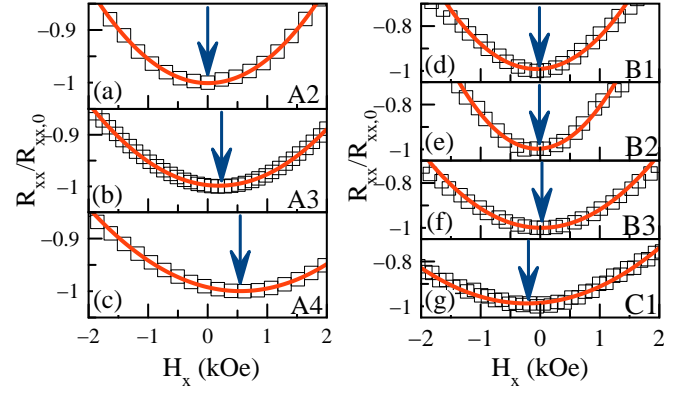 −0.9
−1
(a)
A2
−0.9
−1
(b)
A3
−0.9
−1
(c)
A4
−2 −1 0 1 2
H_x (kOe)
R_xx/R_xx,0
−0.8
−1
(d)
B1
−0.8
−1
(e)
B2
−0.8
−1
(f)
B3
−0.8
−1
(g)
C1
−2 −1 0 1 2
H_x (kOe)
R_xx/R_xx,0